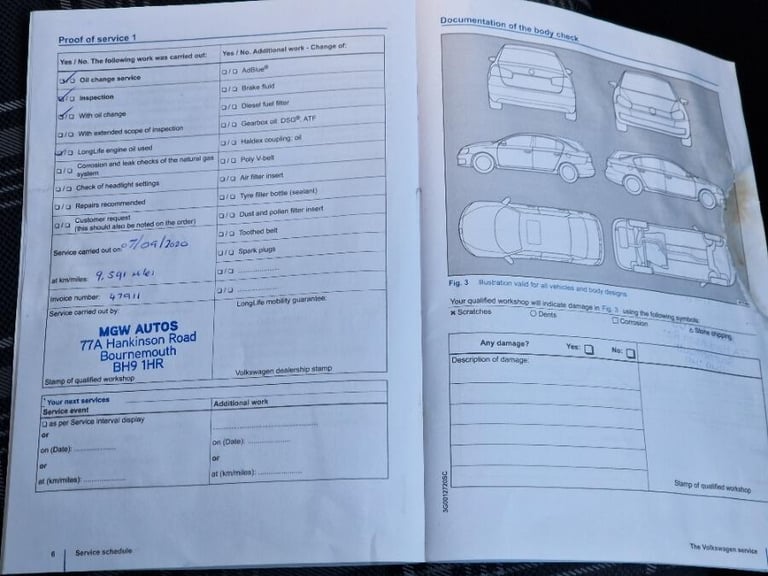 Proof of service 1
Yes / No. The following work was carried out:
Yes / No. Additional work - Change of:
☑/☐ Oil change service
☑/☐ Inspection
☑/☐ With oil change
☐/☐ With extended scope of inspection
☑/☐ LongLife engine oil used
☐/☐ Corrosion and leak checks of the natural gas
system
☐/☐ Check of headlight settings
☐/☐ Repairs recommended
☐/☐ Customer request
(this should also be noted on the order)
Service carried out on 07/09/2020
at km/miles: 9,591 miles
Invoice number: 47911
Service carried out by:
MGW AUTOS
77A Hankinson Road
Bournemouth
BH9 1HR
Stamp of qualified workshop
☐/☐ AdBlue®
☐/☐ Brake fluid
☐/☐ Diesel fuel filter
☐/☐ Gearbox oil: DSG®, ATF
☐/☐ Haldex coupling: oil
☐/☐ Poly V-belt
☐/☐ Air filter insert
☐/☐ Tyre filler bottle (sealant)
☐/☐ Dust and pollen filter insert
☐/☐ Toothed belt
☐/☐ Spark plugs
☐/☐ ....................
☐/☐ ....................
LongLife mobility guarantee:
Volkswagen dealership stamp
1 Your next services
Service event
☐ as per Service interval display
or
on (Date): ....................
or
at (km/miles): ....................
Additional work
....................
on (Date): ....................
or
at (km/miles): ....................
6 Service schedule
Documentation of the body check
Fig. 3 Illustration valid for all vehicles and body designs
Your qualified workshop will indicate damage in Fig. 3 using the following symbols:
× Scratches ○ Dents ☐ Corrosion △ Stone chipping
Any damage? Yes: ☐ No: ☐
Description of damage:
Stamp of qualified workshop
3G0012720SC
The Volkswagen service